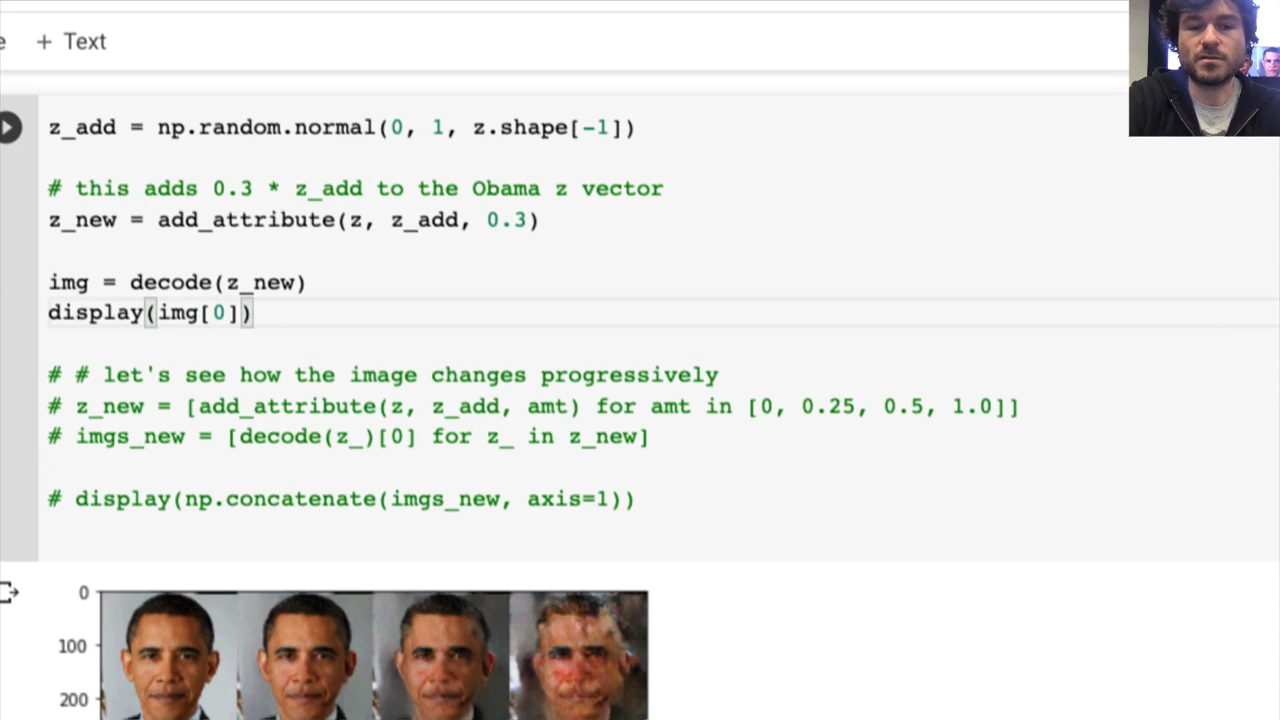 e + Text
z_add = np.random.normal(0, 1, z.shape[-1])
# this adds 0.3 * z_add to the Obama z vector
z_new = add_attribute(z, z_add, 0.3)
img = decode(z_new)
display(img[0])
# # let's see how the image changes progressively
# z_new = [add_attribute(z, z_add, amt) for amt in [0, 0.25, 0.5, 1.0]]
# imgs_new = [decode(z_)[0] for z_ in z_new]
# display(np.concatenate(imgs_new, axis=1))
0
100
200